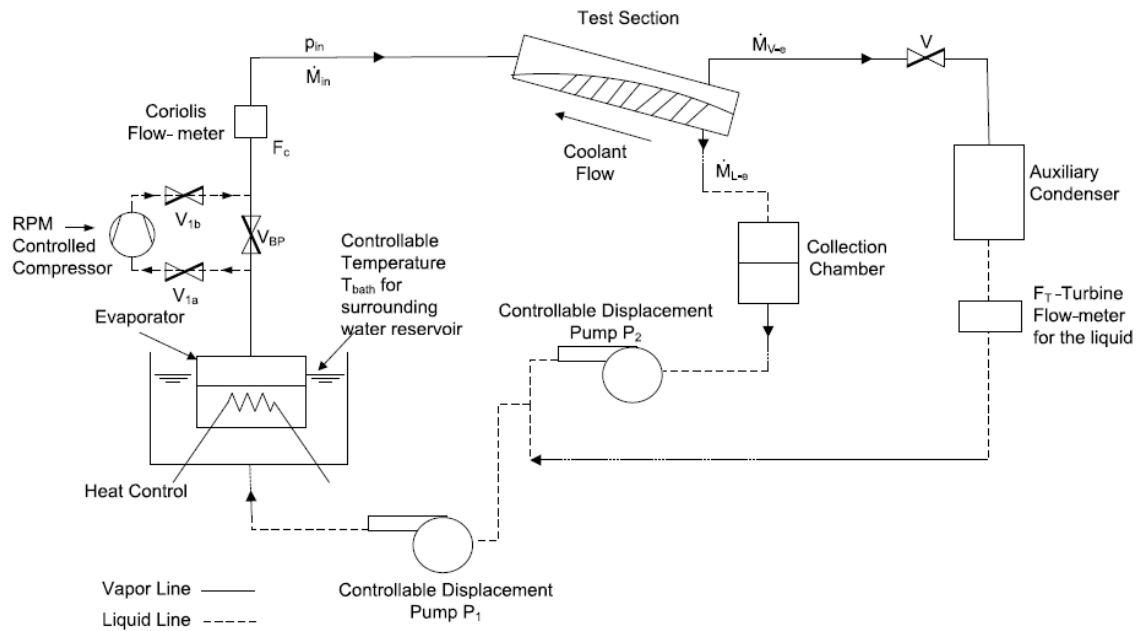 Test Section
p_in
Ṁ_in
Ṁ_V-e
V
Coriolis
Flow- meter
F_c
Coolant
Flow
Ṁ_L-e
Auxiliary
Condenser
RPM
Controlled
Compressor
V_1b
V_BP
V_1a
Controllable
Temperature
T_bath for
surrounding
water reservoir
Collection
Chamber
Evaporator
Controllable Displacement
Pump P_2
F_T -Turbine
Flow-meter
for the liquid
Heat Control
Controllable Displacement
Pump P_1
Vapor Line
Liquid Line